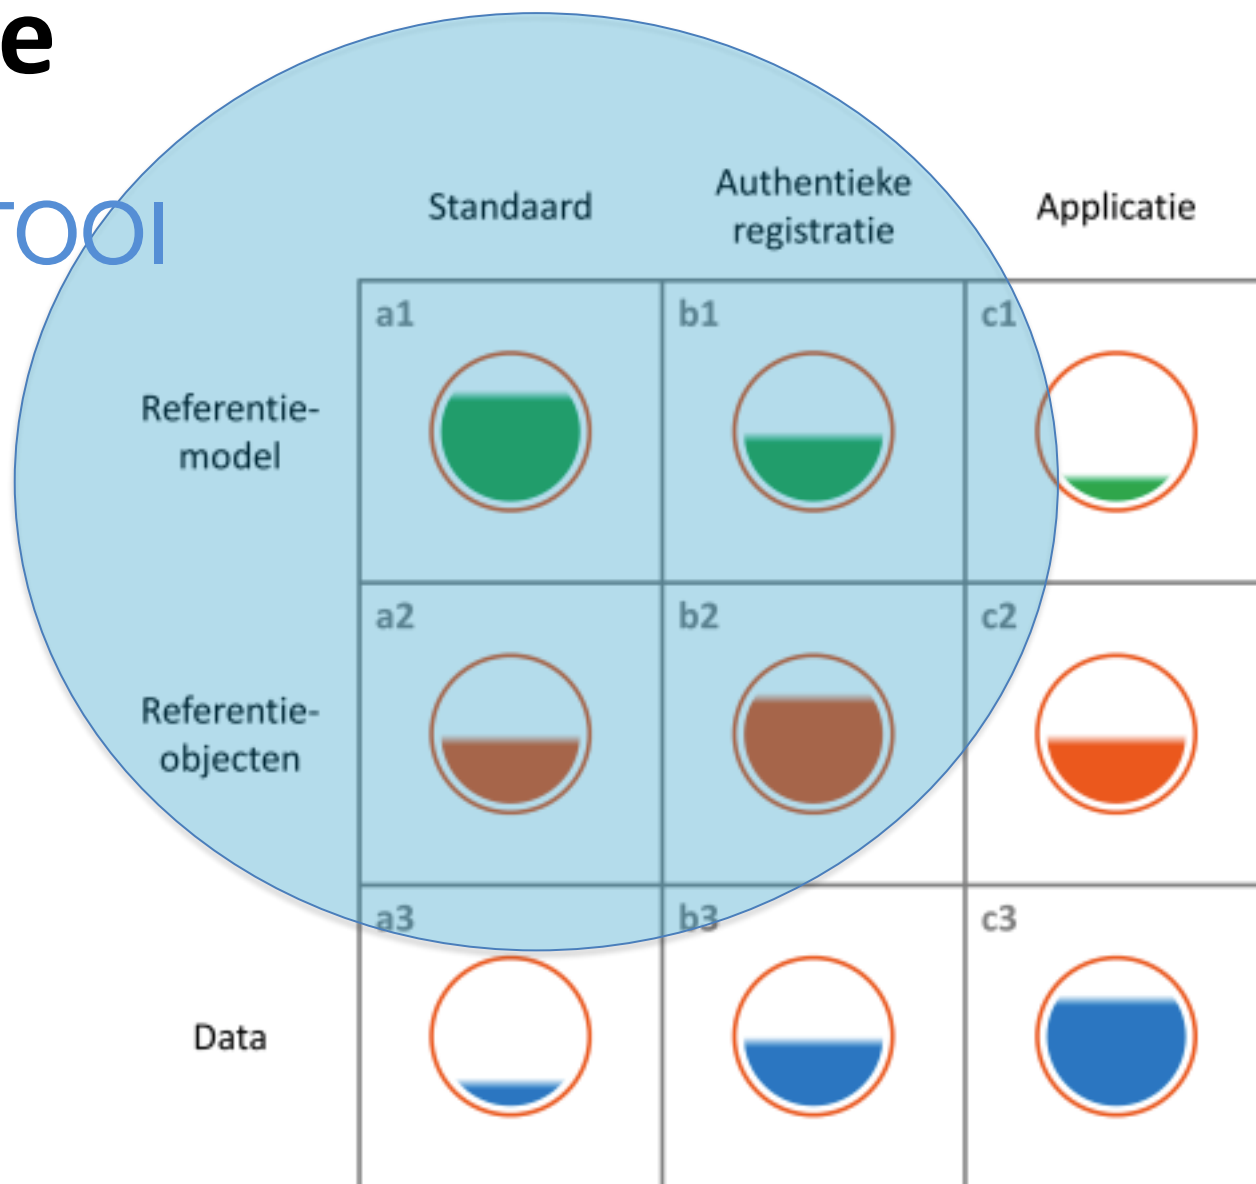 e
TOOI
Standaard
Authentieke
registratie
Applicatie
a1
b1
c1
Referentie-
model
a2
b2
c2
Referentie-
objecten
a3
b3
c3
Data